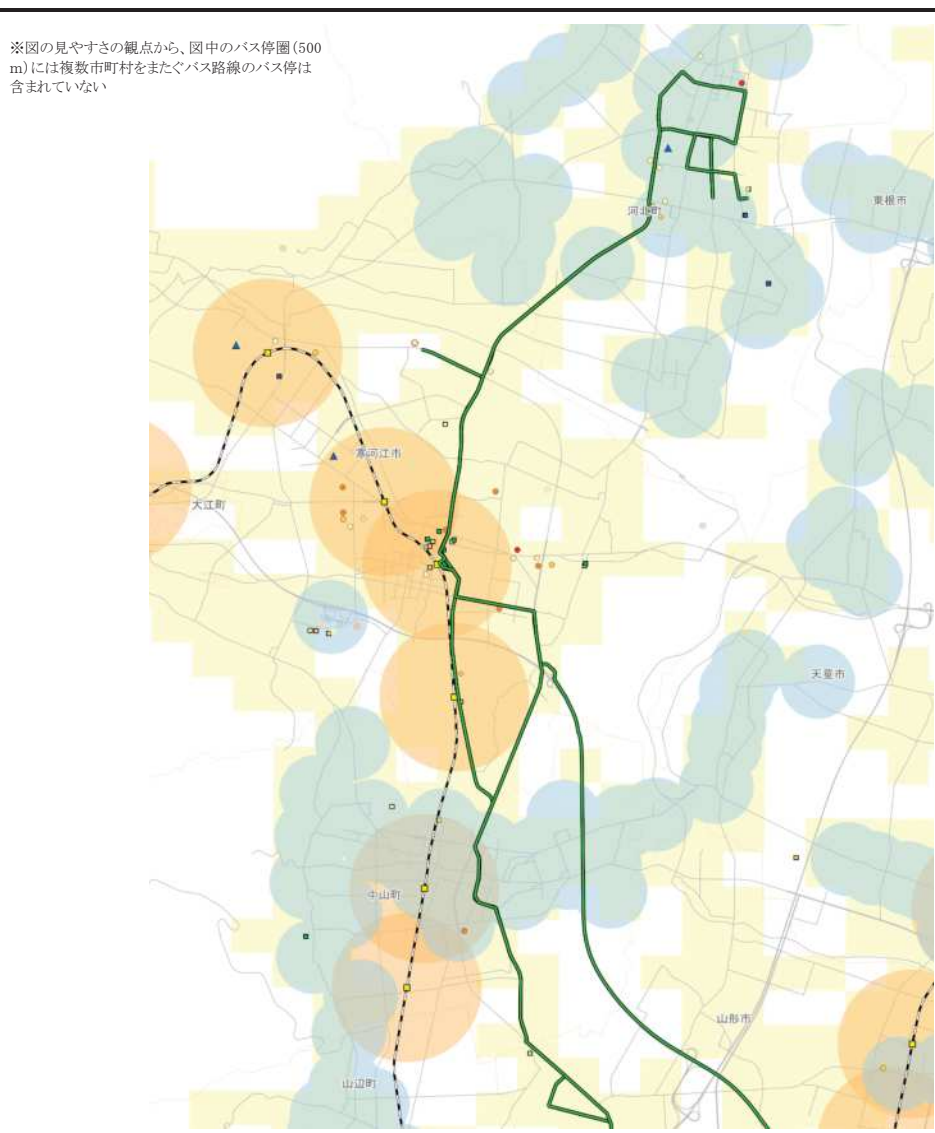 ※図の見やすさの観点から、図中のバス停圏(500
m)には複数市町村をまたぐバス路線のバス停は
含まれていない
東根市
河北町
寒河江市
大江町
天童市
中山町
山形市
山辺町